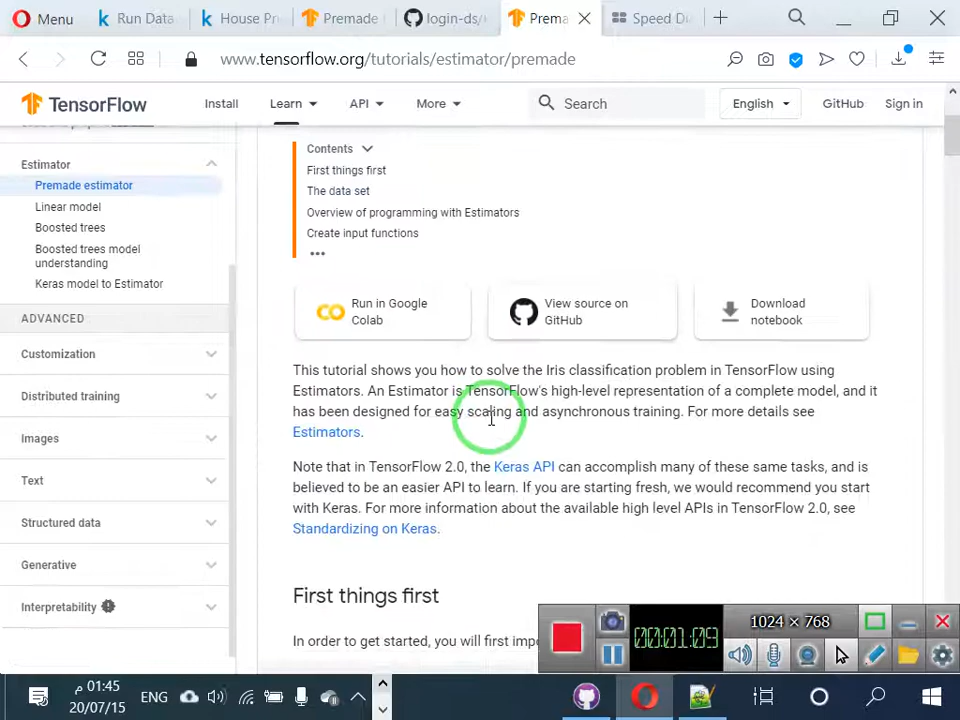 Menu
Run Data
House Pr
Premade
login-ds/
Prema
Speed Di
www.tensorflow.org/tutorials/estimator/premade
TensorFlow
Install
Learn
API
More
Search
English
GitHub
Sign in
Estimator
Premade estimator
Linear model
Boosted trees
Boosted trees model
understanding
Keras model to Estimator
ADVANCED
Customization
Distributed training
Images
Text
Structured data
Generative
Interpretability
Contents
First things first
The data set
Overview of programming with Estimators
Create input functions
•••
Run in Google
Colab
View source on
GitHub
Download
notebook
This tutorial shows you how to solve the Iris classification problem in TensorFlow using
Estimators. An Estimator is TensorFlow's high-level representation of a complete model, and it
has been designed for easy scaling and asynchronous training. For more details see
Estimators.
Note that in TensorFlow 2.0, the Keras API can accomplish many of these same tasks, and is
believed to be an easier API to learn. If you are starting fresh, we would recommend you start
with Keras. For more information about the available high level APIs in TensorFlow 2.0, see
Standardizing on Keras.
First things first
In order to get started, you will first impo
00:01:09
1024 × 768
01:45 م
20/07/15
ENG